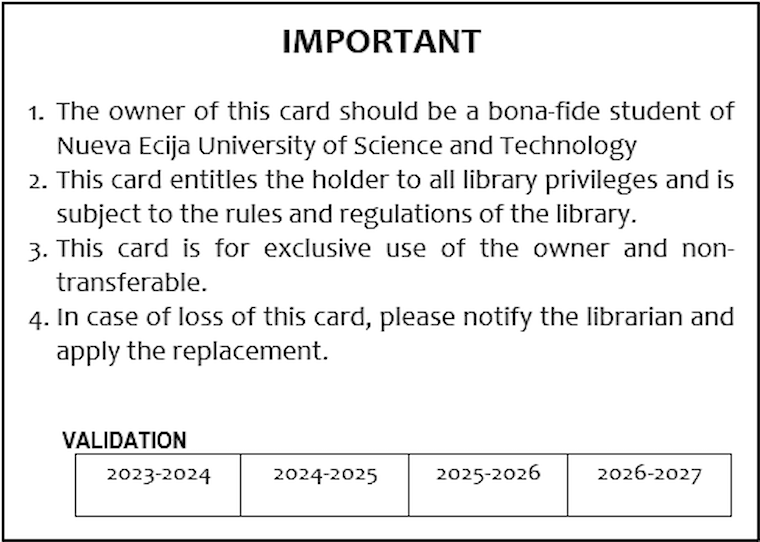 IMPORTANT
1. The owner of this card should be a bona-fide student of
Nueva Ecija University of Science and Technology
2. This card entitles the holder to all library privileges and is
subject to the rules and regulations of the library.
3. This card is for exclusive use of the owner and non-
transferable.
4. In case of loss of this card, please notify the librarian and
apply the replacement.
VALIDATION
2023-2024 2024-2025 2025-2026 2026-2027